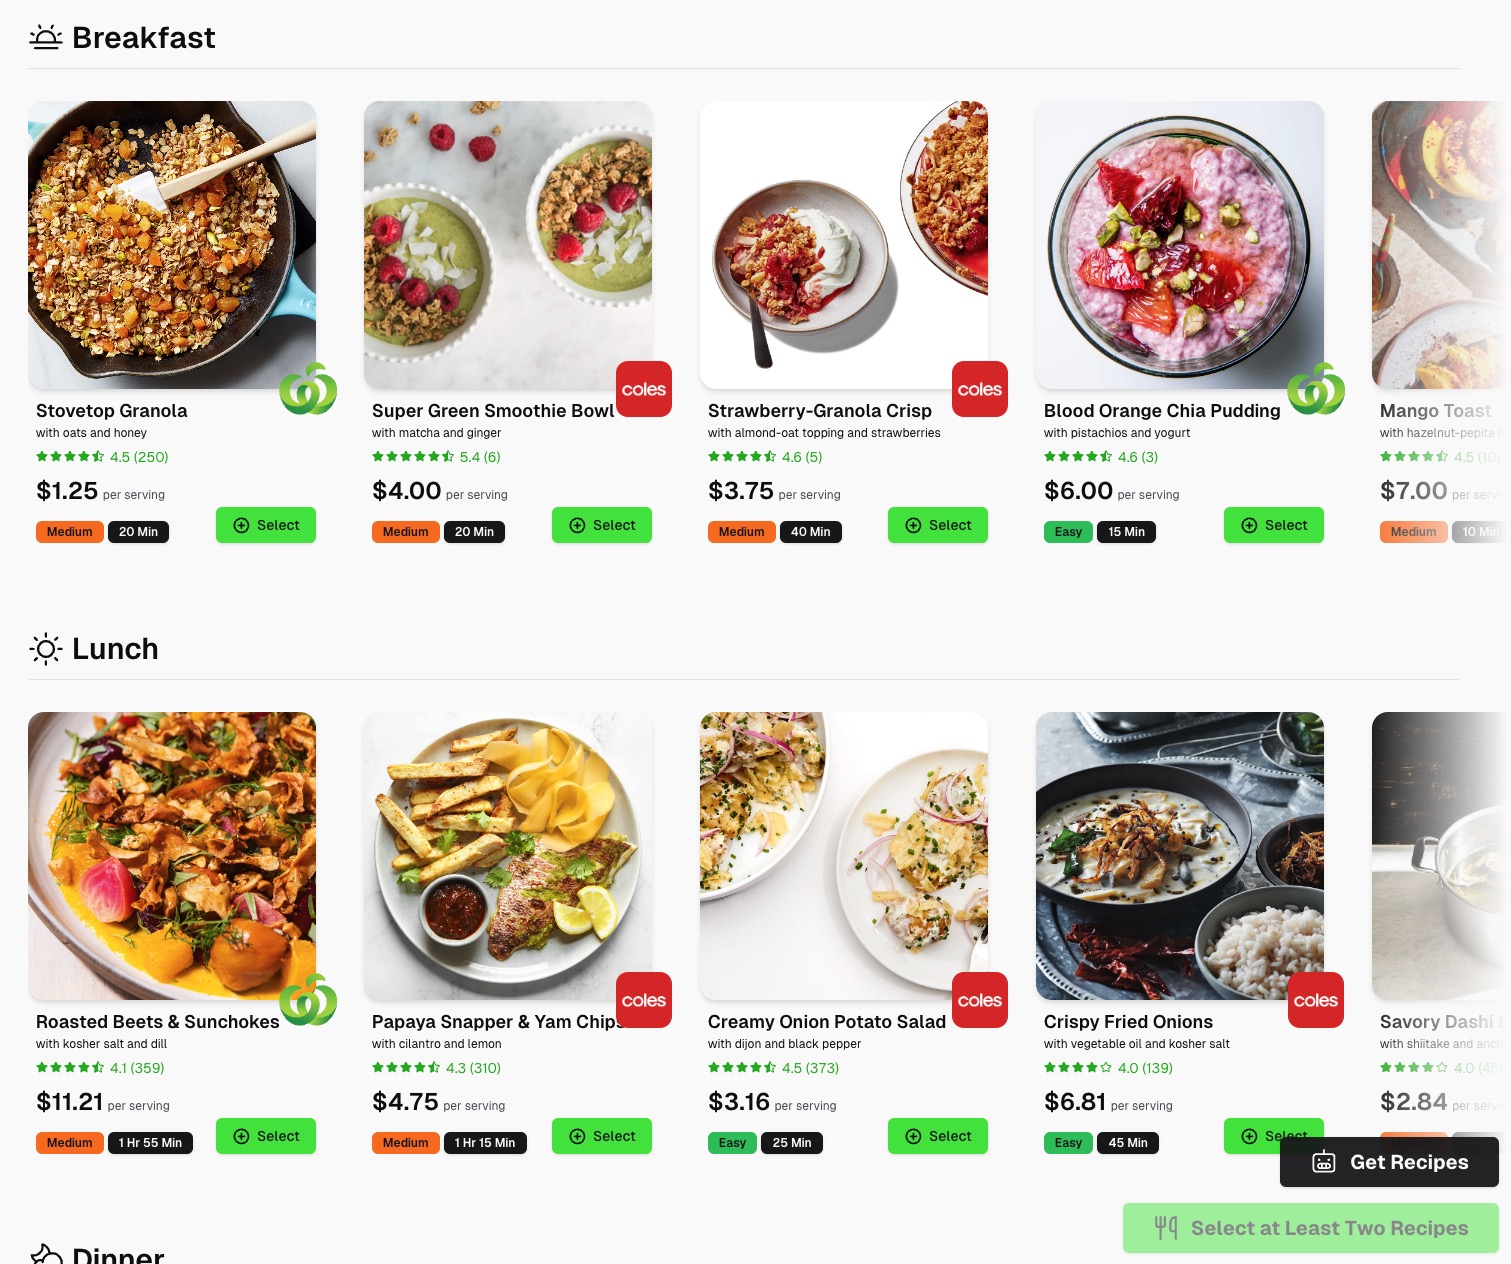 Breakfast
coles
coles
Stovetop Granola
with oats and honey
4.5 (250)
$1.25 per serving
Medium 20 Min
Select
Super Green Smoothie Bowl
with matcha and ginger
5.4 (6)
$4.00 per serving
Medium 20 Min
Select
Strawberry-Granola Crisp
with almond-oat topping and strawberries
4.6 (5)
$3.75 per serving
Medium 40 Min
Select
Blood Orange Chia Pudding
with pistachios and yogurt
4.6 (3)
$6.00 per serving
Easy 15 Min
Select
Mango Toast
with hazelnut-pepita
4.5 (10)
$7.00 per
Medium 10 Min
Lunch
coles
coles
coles
Roasted Beets & Sunchokes
with kosher salt and dill
4.1 (359)
$11.21 per serving
Medium 1 Hr 55 Min
Select
Papaya Snapper & Yam Chips
with cilantro and lemon
4.3 (310)
$4.75 per serving
Medium 1 Hr 15 Min
Select
Creamy Onion Potato Salad
with dijon and black pepper
4.5 (373)
$3.16 per serving
Easy 25 Min
Select
Crispy Fried Onions
with vegetable oil and kosher salt
4.0 (139)
$6.81 per serving
Easy 45 Min
Select
Savory Dashi
with shiitake and
4.0
$2.84 per
Get Recipes
Select at Least Two Recipes
Dinner